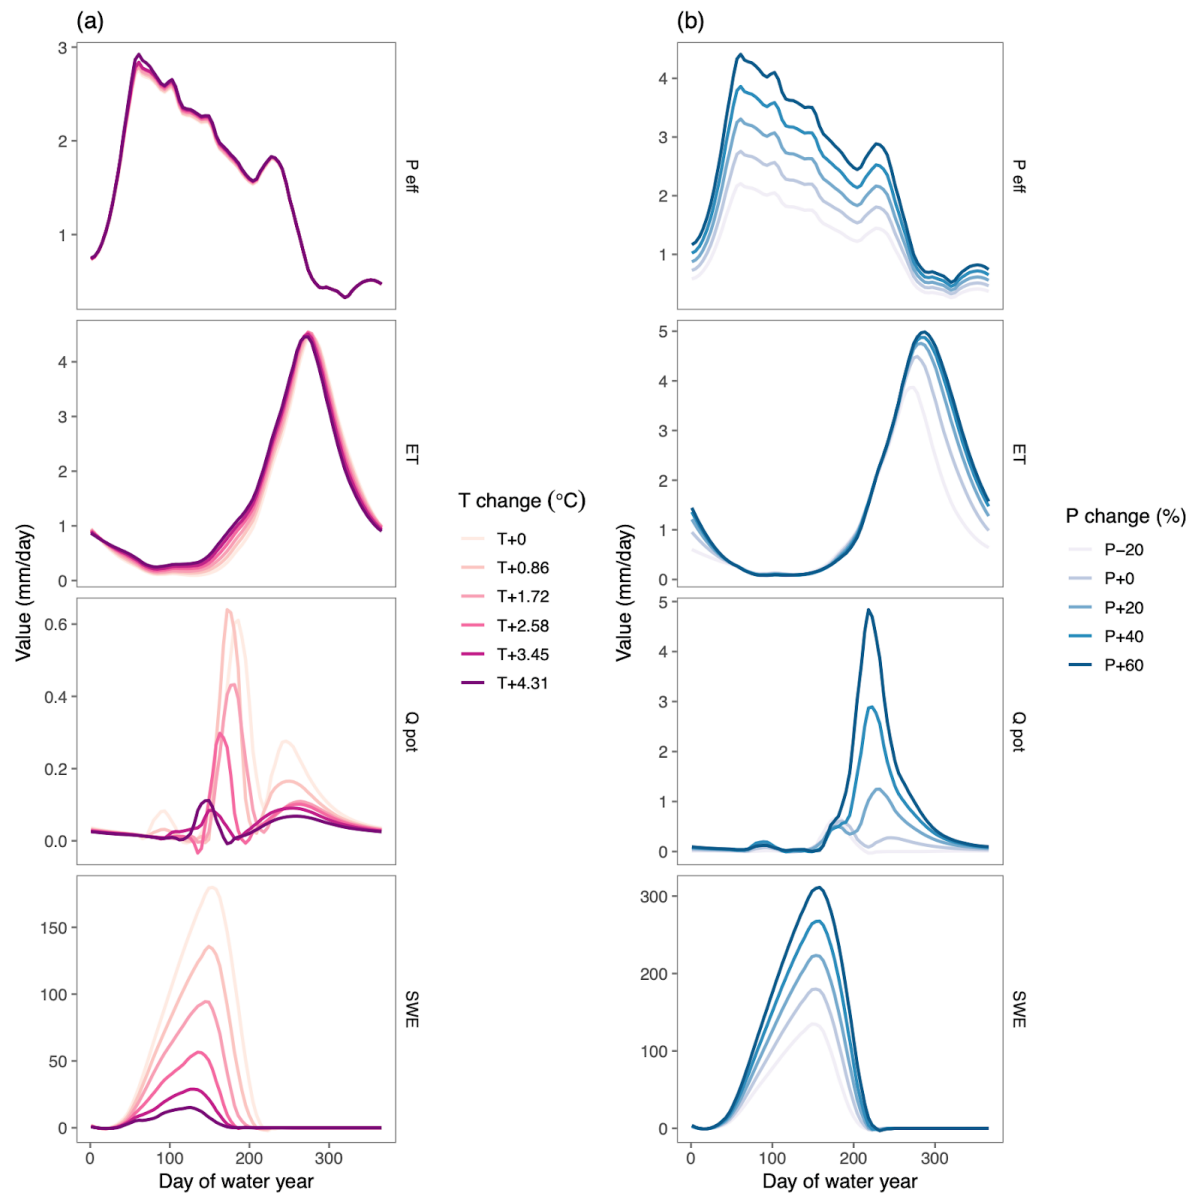 (a)
(b)
3
2
1
P eff
4
3
2
1
P eff
4
3
2
1
0
ET
5
4
3
2
1
0
ET
Value (mm/day)
Value (mm/day)
T change (°C)
T+0
T+0.86
T+1.72
T+2.58
T+3.45
T+4.31
P change (%)
P−20
P+0
P+20
P+40
P+60
0.6
0.4
0.2
0.0
Q pot
5
4
3
2
1
0
Q pot
150
100
50
0
SWE
300
200
100
0
SWE
0 100 200 300
Day of water year
0 100 200 300
Day of water year